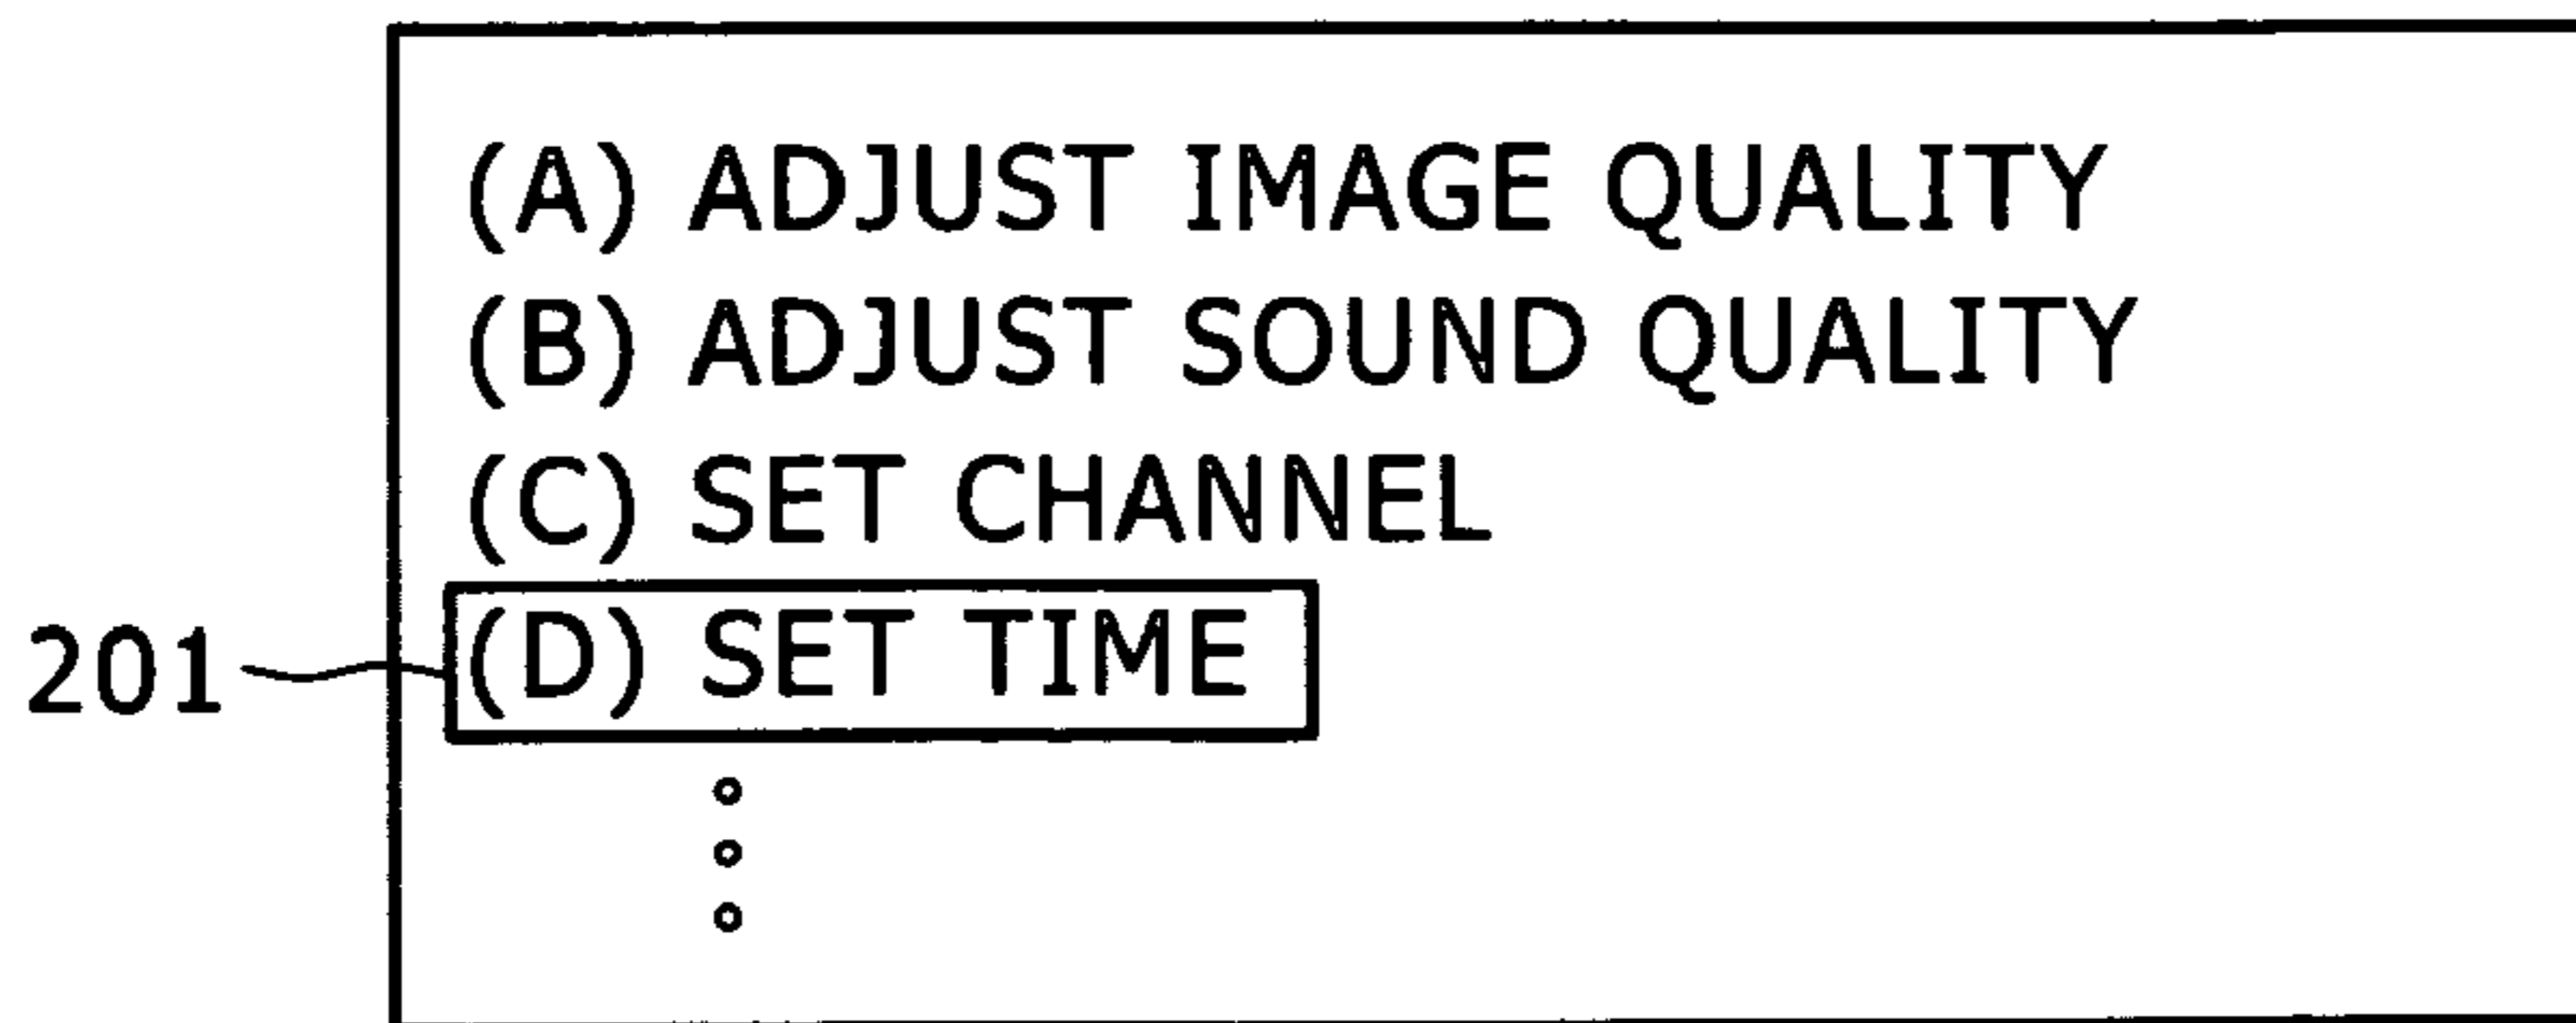 (A) ADJUST IMAGE QUALITY
(B) ADJUST SOUND QUALITY
(C) SET CHANNEL
201 (D) SET TIME